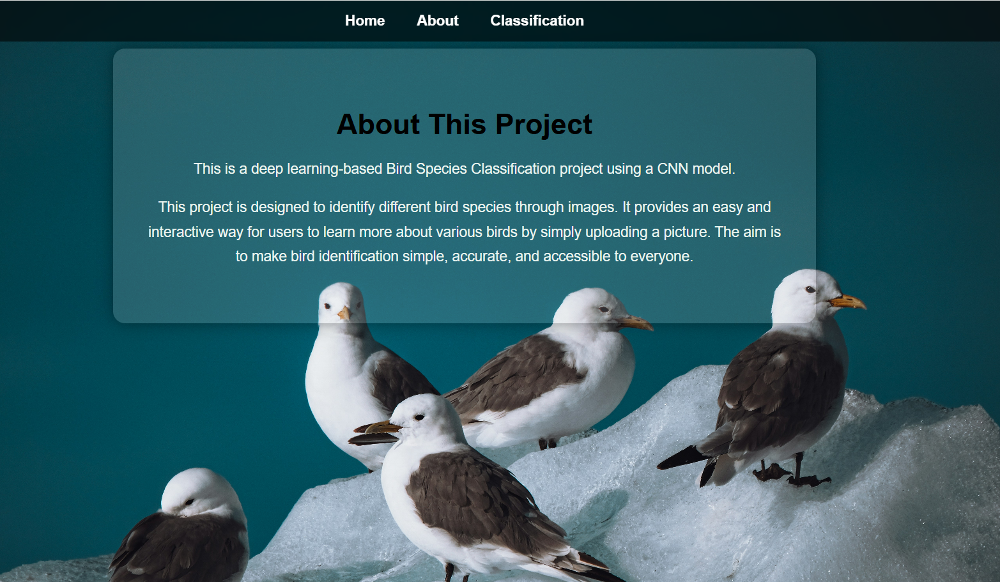 Home About Classification
About This Project
This is a deep learning-based Bird Species Classification project using a CNN model.
This project is designed to identify different bird species through images. It provides an easy and
interactive way for users to learn more about various birds by simply uploading a picture. The aim is
to make bird identification simple, accurate, and accessible to everyone.